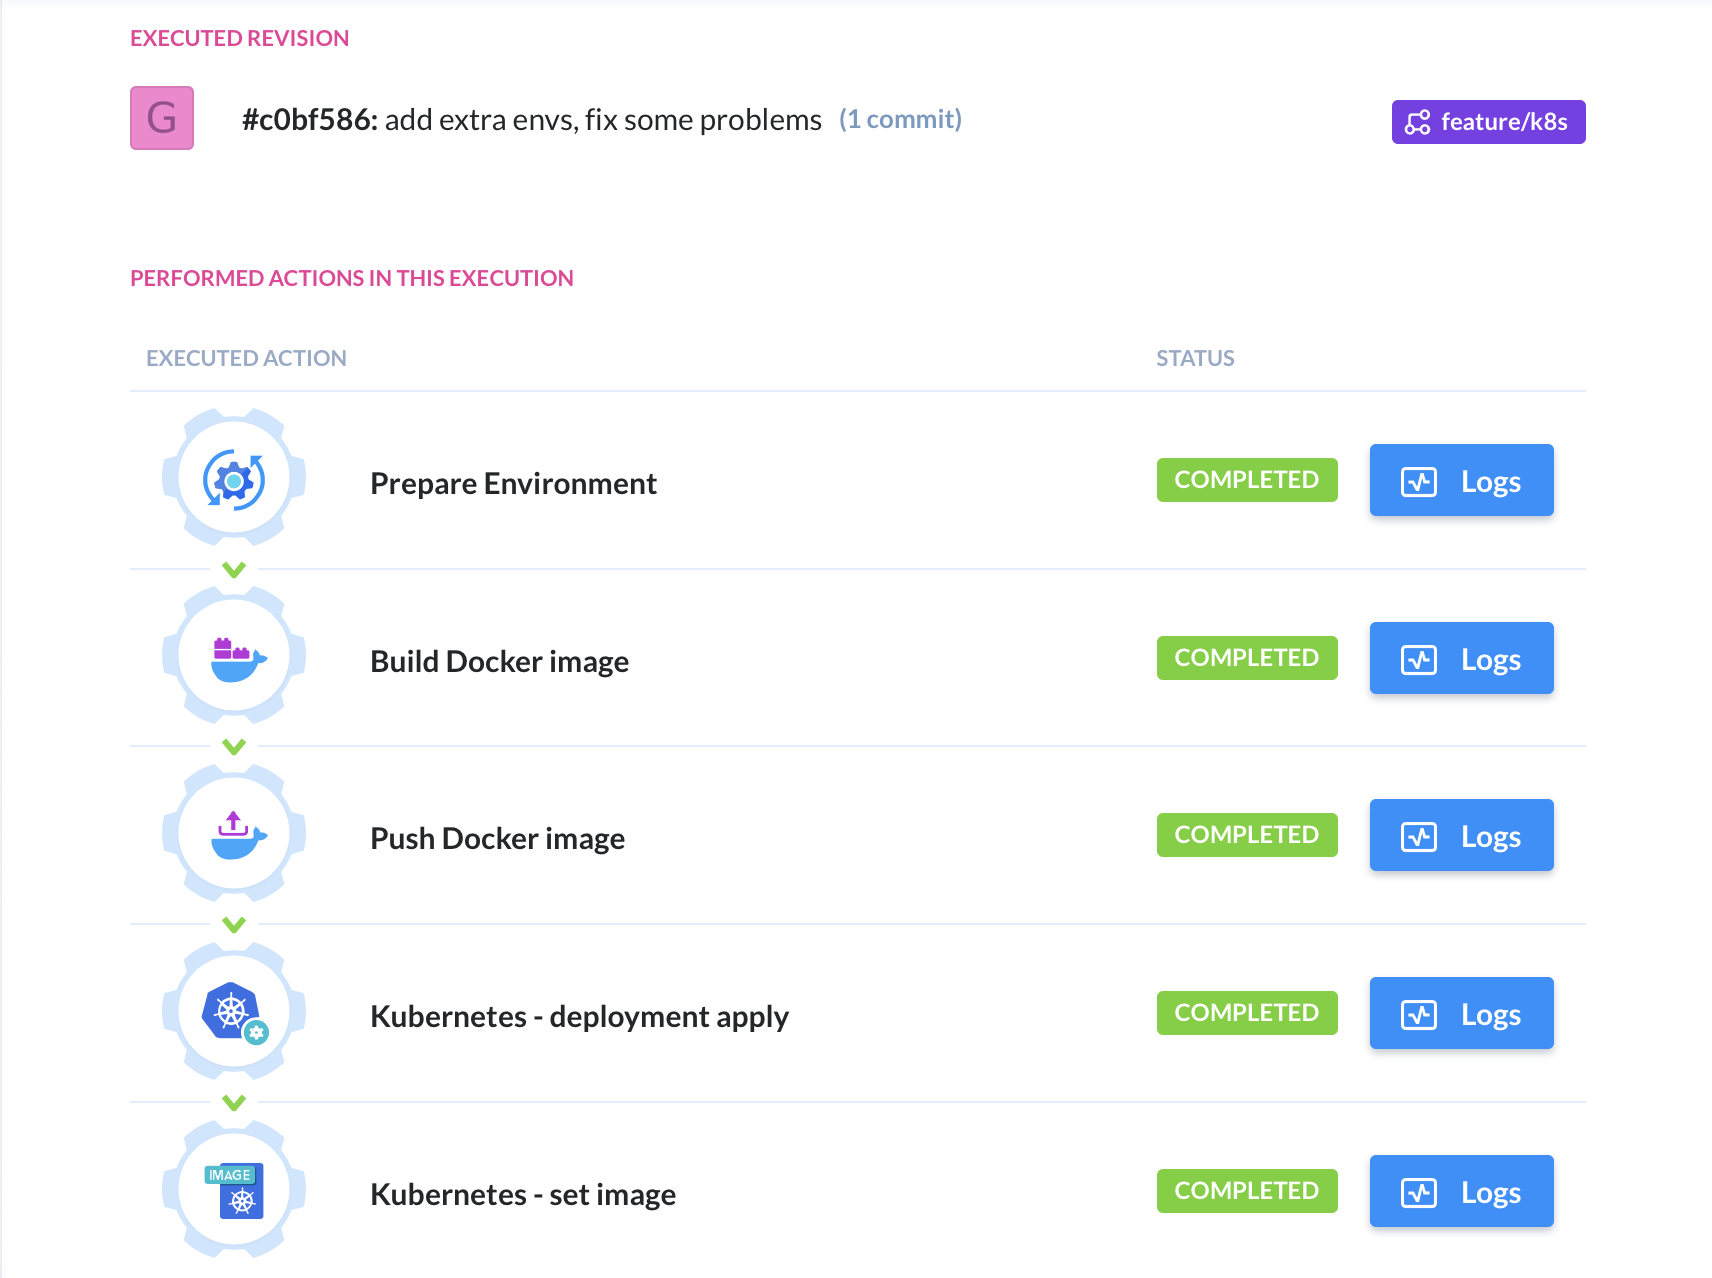 EXECUTED REVISION
G
#c0bf586: add extra envs, fix some problems (1 commit)
feature/k8s
PERFORMED ACTIONS IN THIS EXECUTION
EXECUTED ACTION STATUS
Prepare Environment COMPLETED Logs
Build Docker image COMPLETED Logs
Push Docker image COMPLETED Logs
Kubernetes - deployment apply COMPLETED Logs
IMAGE
Kubernetes - set image COMPLETED Logs